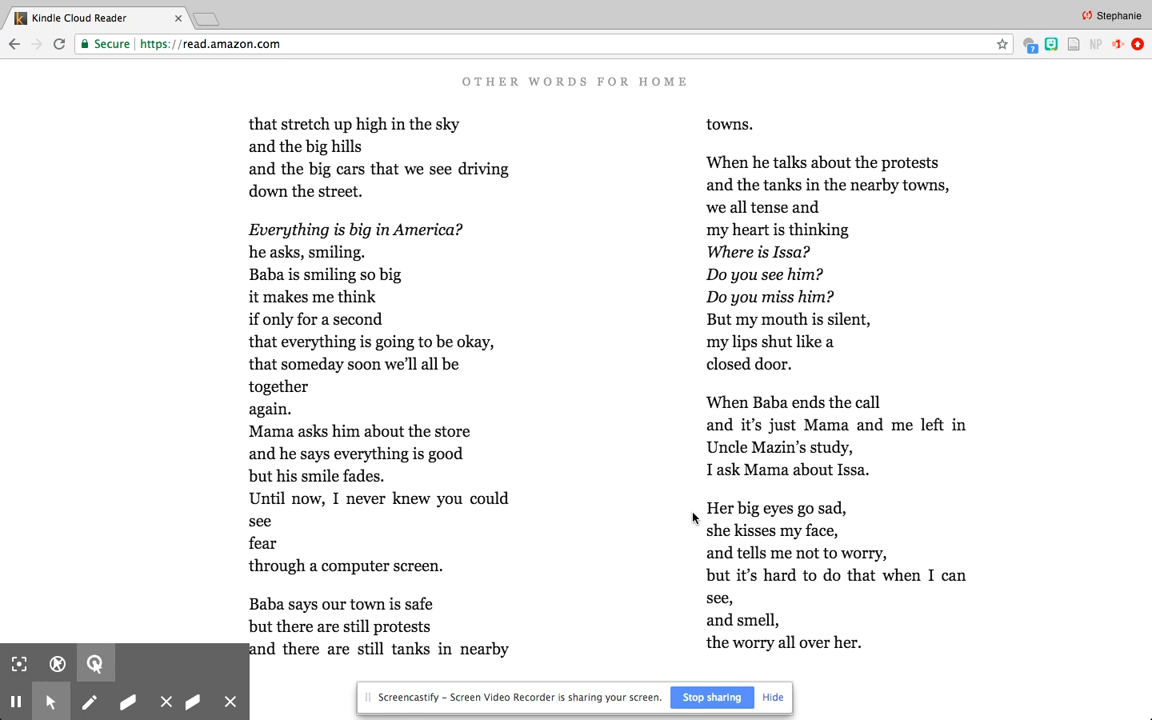 Kindle Cloud Reader
Stephanie
Secure
https://read.amazon.com
?
NP
OTHER WORDS FOR HOME
that stretch up high in the sky
and the big hills
and the big cars that we see driving
down the street.
Everything is big in America?
he asks, smiling.
Baba is smiling so big
it makes me think
if only for a second
that everything is going to be okay,
that someday soon we'll all be
together
again.
Mama asks him about the store
and he says everything is good
but his smile fades.
Until now, I never knew you could
see
fear
through a computer screen.
Baba says our town is safe
but there are still protests
and there are still tanks in nearby
towns.
When he talks about the protests
and the tanks in the nearby towns,
we all tense and
my heart is thinking
Where is Issa?
Do you see him?
Do you miss him?
But my mouth is silent,
my lips shut like a
closed door.
When Baba ends the call
and it's just Mama and me left in
Uncle Mazin's study,
I ask Mama about Issa.
Her big eyes go sad,
she kisses my face,
and tells me not to worry,
but it's hard to do that when I can
see,
and smell,
the worry all over her.
Screencastify – Screen Video Recorder is sharing your screen.
Stop sharing
Hide